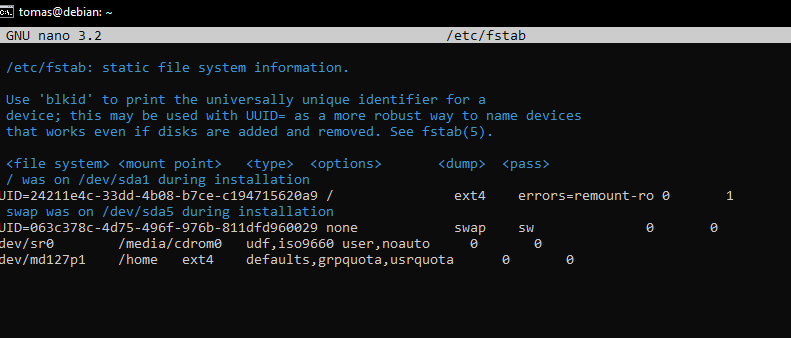 tomas@debian: ~
GNU nano 3.2 /etc/fstab
/etc/fstab: static file system information.
Use 'blkid' to print the universally unique identifier for a
device; this may be used with UUID= as a more robust way to name devices
that works even if disks are added and removed. See fstab(5).
<file system> <mount point> <type> <options> <dump> <pass>
/ was on /dev/sda1 during installation
UID=24211e4c-33dd-4b08-b7ce-c194715620a9 / ext4 errors=remount-ro 0 1
swap was on /dev/sda5 during installation
UID=063c378c-4d75-496f-976b-811dfd960029 none swap sw 0 0
dev/sr0 /media/cdrom0 udf,iso9660 user,noauto 0 0
dev/md127p1 /home ext4 defaults,grpquota,usrquota 0 0